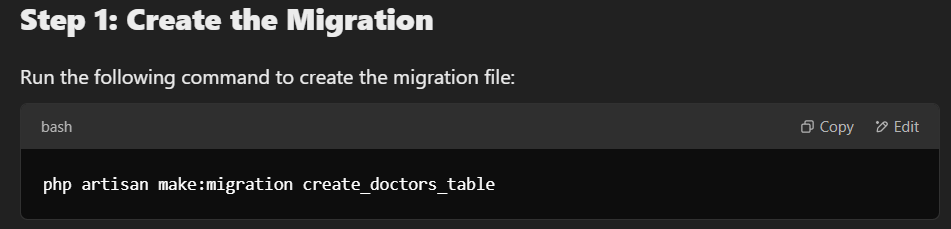 Step 1: Create the Migration
Run the following command to create the migration file:
bash
Copy
Edit
php artisan make:migration create_doctors_table